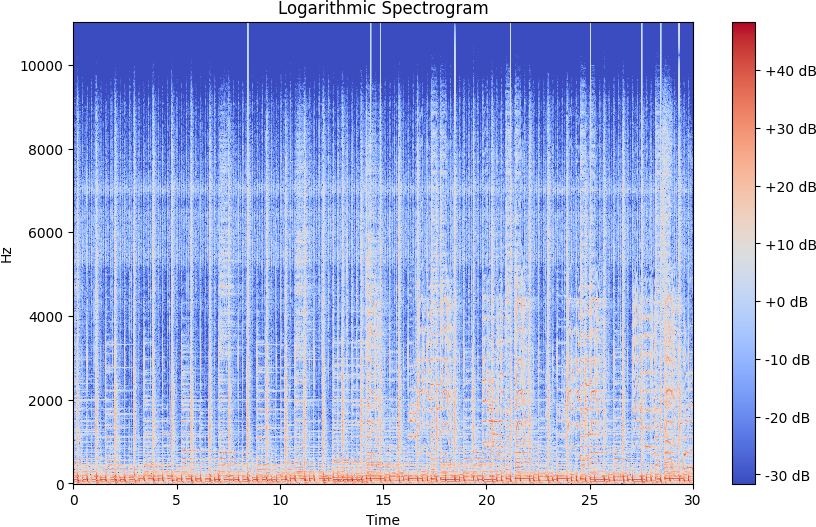 Logarithmic Spectrogram
10000
8000
6000
4000
2000
0
Hz
0 5 10 15 20 25 30
Time
+40 dB
+30 dB
+20 dB
+10 dB
+0 dB
-10 dB
-20 dB
-30 dB